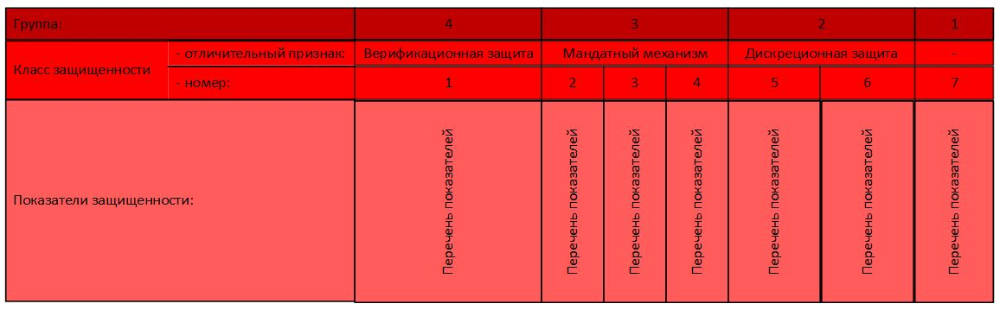 Группа: 4 3 2 1
Класс защищенности - отличительный признак: Верификационная защита Мандатный механизм Дискреционная защита -
- номер: 1 2 3 4 5 6 7
Показатели защищенности: Перечень показателей Перечень показателей Перечень показателей Перечень показателей Перечень показателей Перечень показателей Перечень показателей